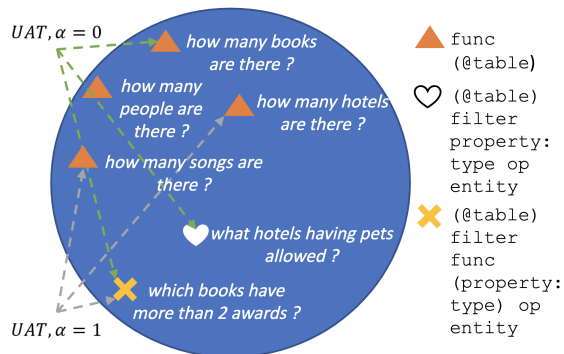 UAT, α = 0
how many books
are there ?
how many
people are
there ?
how many hotels
are there ?
how many songs are
there ?
what hotels having pets
allowed ?
which books have
more than 2 awards ?
UAT, α = 1
func
(@table)
(@table)
filter
property:
type op
entity
(@table)
filter
func
(property:
type) op
entity